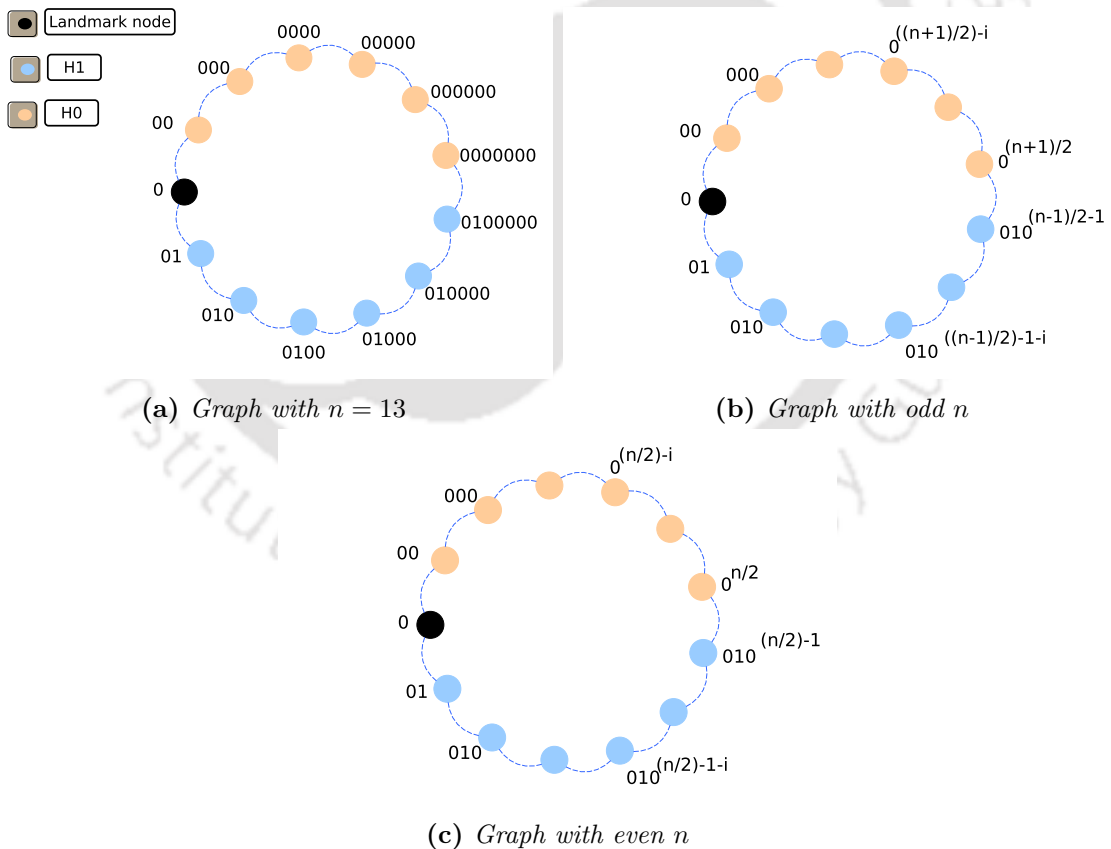 Landmark node
H1
H0
0000
00000
000
000000
00
0000000
0
0100000
01
010000
010
01000
0100
(a) Graph with n = 13
0((n+1)/2)-i
000
00
0(n+1)/2
0
010(n-1)/2-1
01
010
010((n-1)/2)-1-i
(b) Graph with odd n
0(n/2)-i
000
00
0n/2
0
010(n/2)-1
01
010
010(n/2)-1-i
(c) Graph with even n